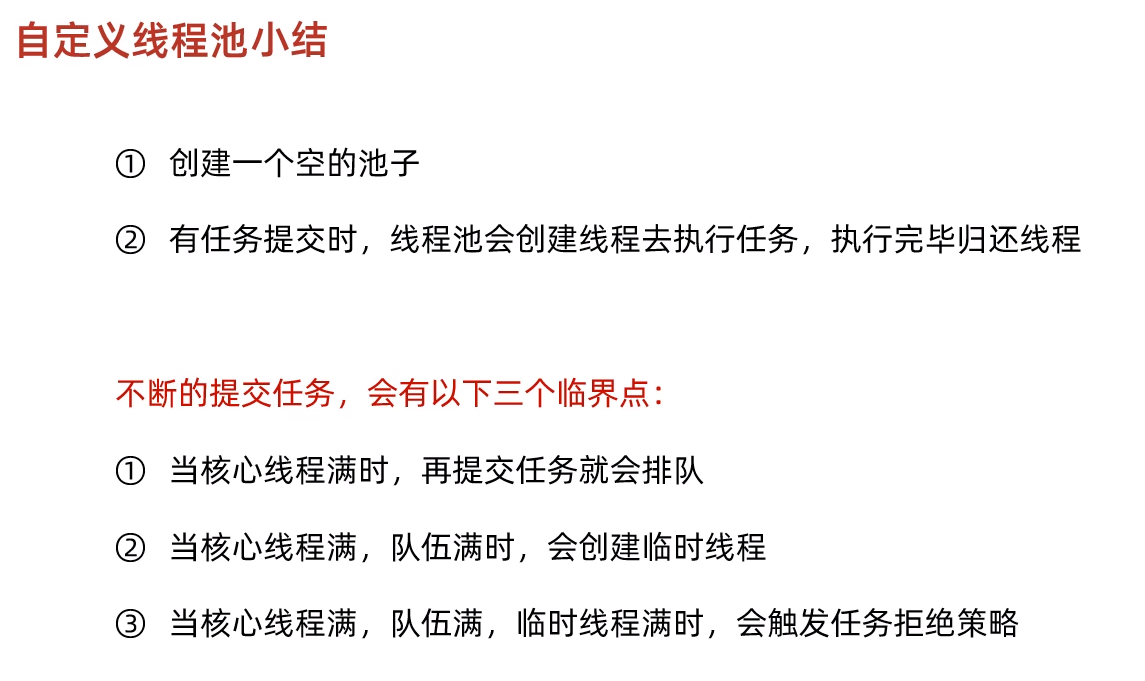 自定义线程池小结
① 创建一个空的池子
② 有任务提交时，线程池会创建线程去执行任务，执行完毕归还线程
不断的提交任务，会有以下三个临界点：
① 当核心线程满时，再提交任务就会排队
② 当核心线程满，队伍满时，会创建临时线程
③ 当核心线程满，队伍满，临时线程满时，会触发任务拒绝策略